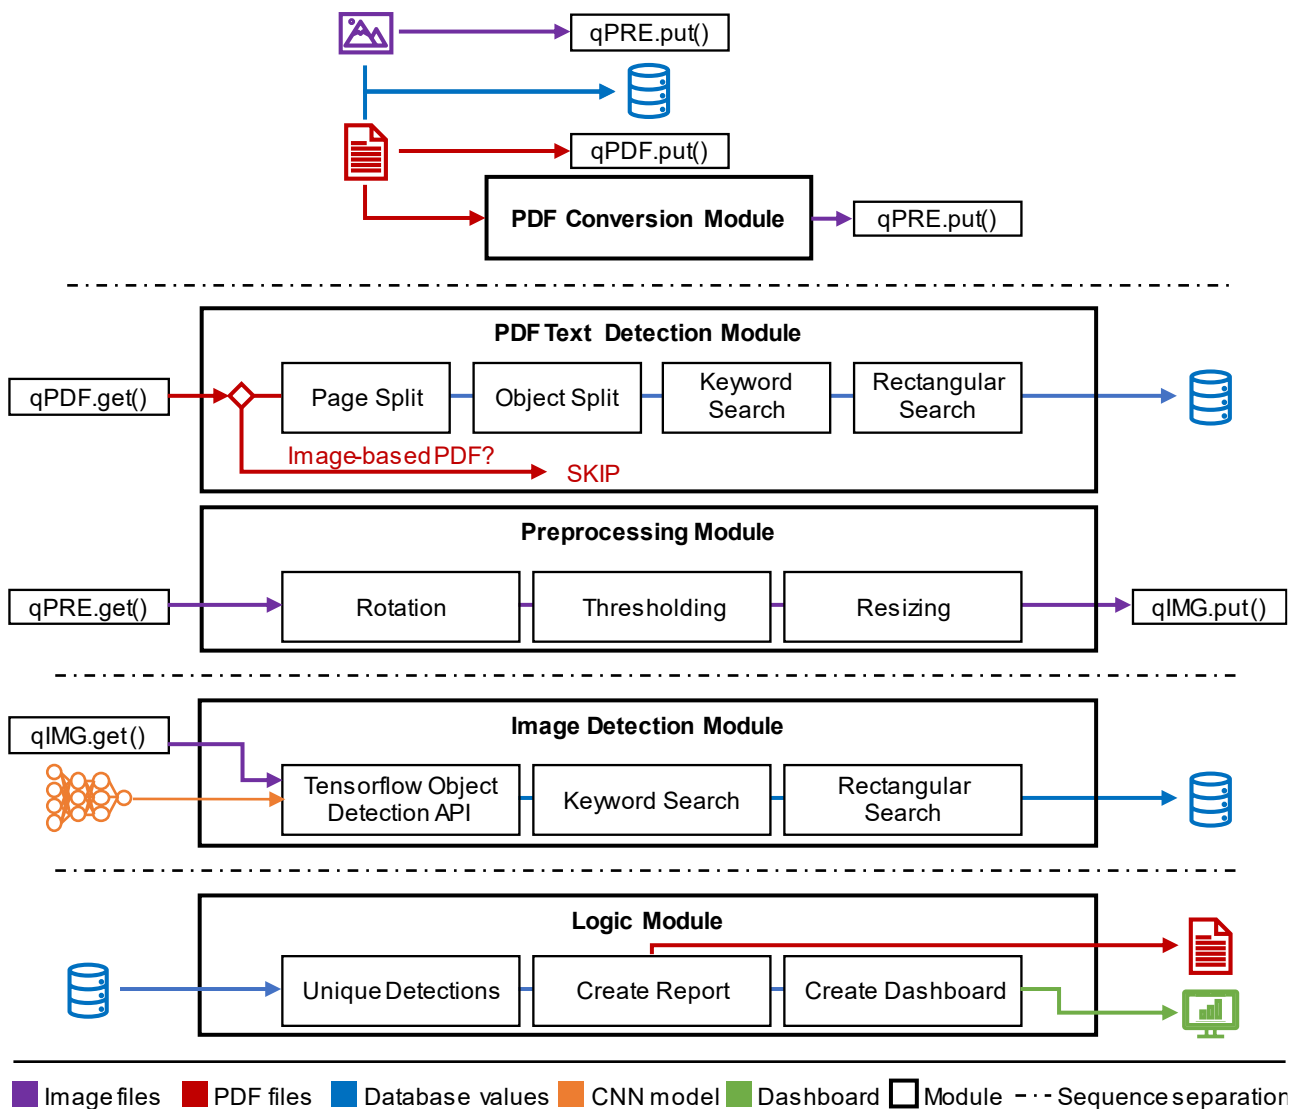 qPRE.put()
qPDF.put()
PDF Conversion Module
qPRE.put()
PDF Text Detection Module
qPDF.get()
Page Split
Object Split
Keyword
Search
Rectangular
Search
Image-based PDF?
SKIP
Preprocessing Module
qPRE.get()
Rotation
Thresholding
Resizing
qIMG.put()
Image Detection Module
qIMG.get()
Tensorflow Object
Detection API
Keyword Search
Rectangular
Search
Logic Module
Unique Detections
Create Report
Create Dashboard
Image files
PDF files
Database values
CNN model
Dashboard
Module
Sequence separation